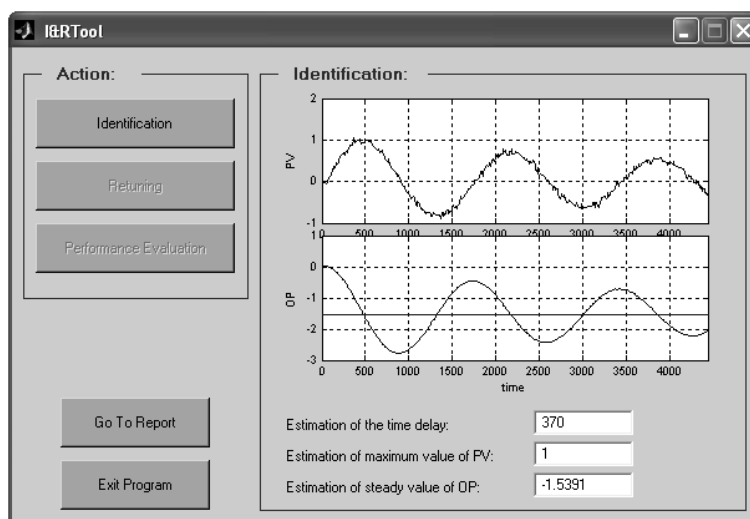 I&RTool
Action:
Identification
Retuning
Performance Evaluation
Go To Report
Exit Program
Identification:
2
1
0
-1
PV
0 500 1000 1500 2000 2500 3000 3500 4000
1
0
-1
-2
-3
OP
0 500 1000 1500 2000 2500 3000 3500 4000
time
Estimation of the time delay: 370
Estimation of maximum value of PV: 1
Estimation of steady value of OP: -1.5391